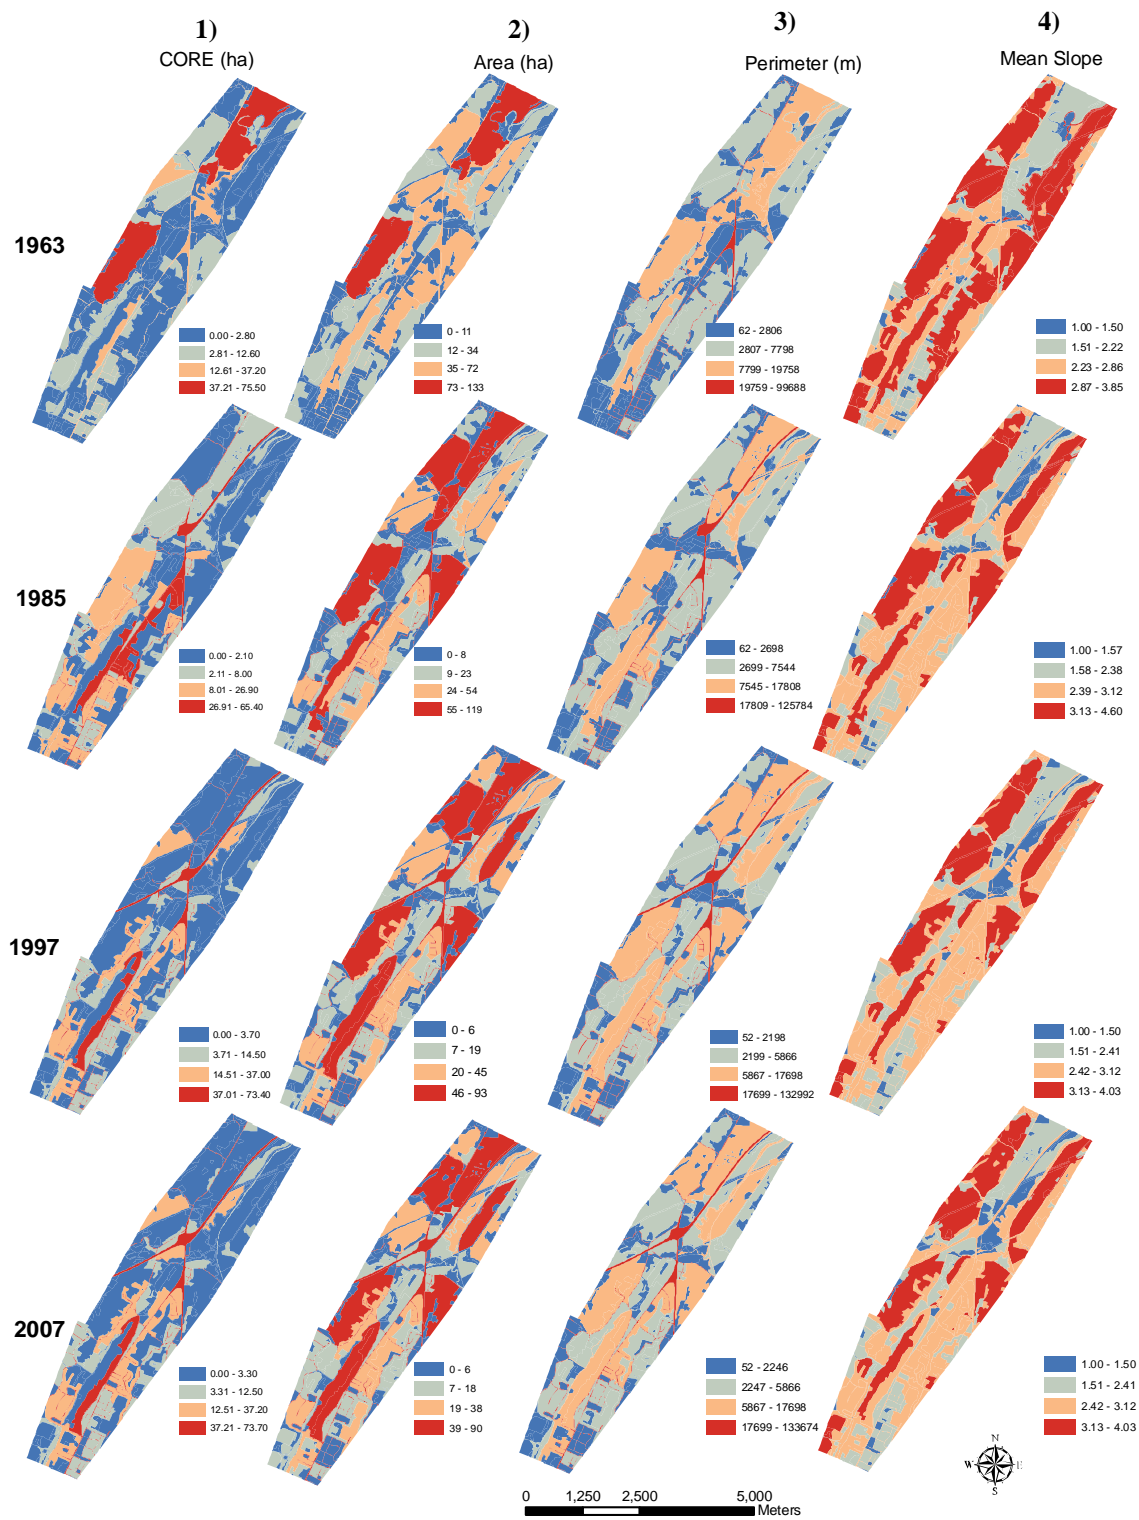 1)
2)
3)
4)
CORE (ha)
Area (ha)
Perimeter (m)
Mean Slope
1963
0.00 - 2.80
2.81 - 12.60
12.61 - 37.20
37.21 - 75.50
0 - 11
12 - 34
35 - 72
73 - 133
62 - 2806
2807 - 7798
7799 - 19758
19759 - 99688
1.00 - 1.50
1.51 - 2.22
2.23 - 2.86
2.87 - 3.85
1985
0.00 - 2.10
2.11 - 8.00
8.01 - 26.90
26.91 - 65.40
0 - 8
9 - 23
24 - 54
55 - 119
62 - 2698
2699 - 7544
7545 - 17808
17809 - 125784
1.00 - 1.57
1.58 - 2.38
2.39 - 3.12
3.13 - 4.60
1997
0.00 - 3.70
3.71 - 14.50
14.51 - 37.00
37.01 - 73.40
0 - 6
7 - 19
20 - 45
46 - 93
52 - 2198
2199 - 5866
5867 - 17698
17699 - 132992
1.00 - 1.50
1.51 - 2.41
2.42 - 3.12
3.13 - 4.03
2007
0.00 - 3.30
3.31 - 12.50
12.51 - 37.20
37.21 - 73.70
0 - 6
7 - 18
19 - 38
39 - 90
52 - 2246
2247 - 5866
5867 - 17698
17699 - 133674
1.00 - 1.50
1.51 - 2.41
2.42 - 3.12
3.13 - 4.03
N
W E
S
0 1,250 2,500 5,000
Meters